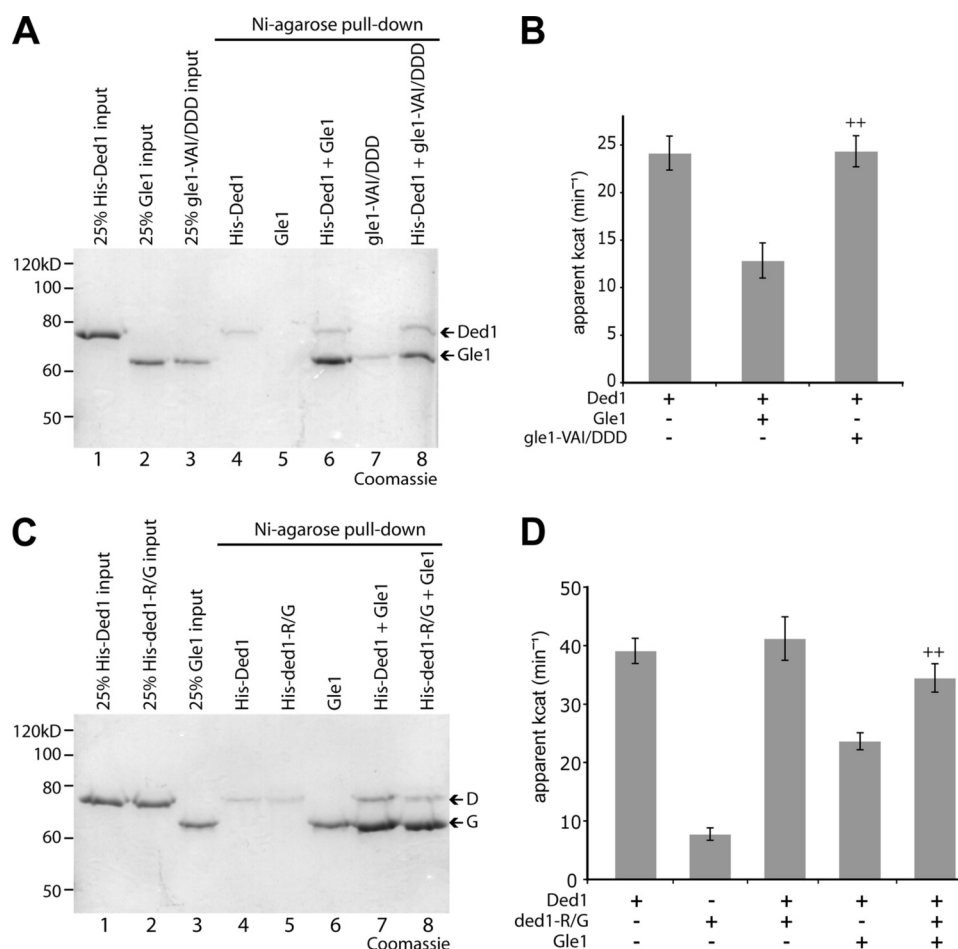 A
Ni-agarose pull-down
25% His-Ded1 input
25% Gle1 input
25% gle1-VAI/DDD input
His-Ded1
Gle1
His-Ded1 + Gle1
gle1-VAI/DDD
His-Ded1 + gle1-VAI/DDD
120kD
100
80
60
50
Ded1
Gle1
1 2 3 4 5 6 7 8
Coomassie
B
apparent kcat (min⁻¹)
25
20
15
10
5
0
++
Ded1 + + +
Gle1 - + -
gle1-VAI/DDD - - +
C
Ni-agarose pull-down
25% His-Ded1 input
25% His-ded1-R/G input
25% Gle1 input
His-Ded1
His-ded1-R/G
Gle1
His-Ded1 + Gle1
His-ded1-R/G + Gle1
120kD
100
80
60
50
D
G
1 2 3 4 5 6 7 8
Coomassie
D
apparent kcat (min⁻¹)
50
40
30
20
10
0
++
Ded1 + - + + +
ded1-R/G - + + - +
Gle1 - - - + +